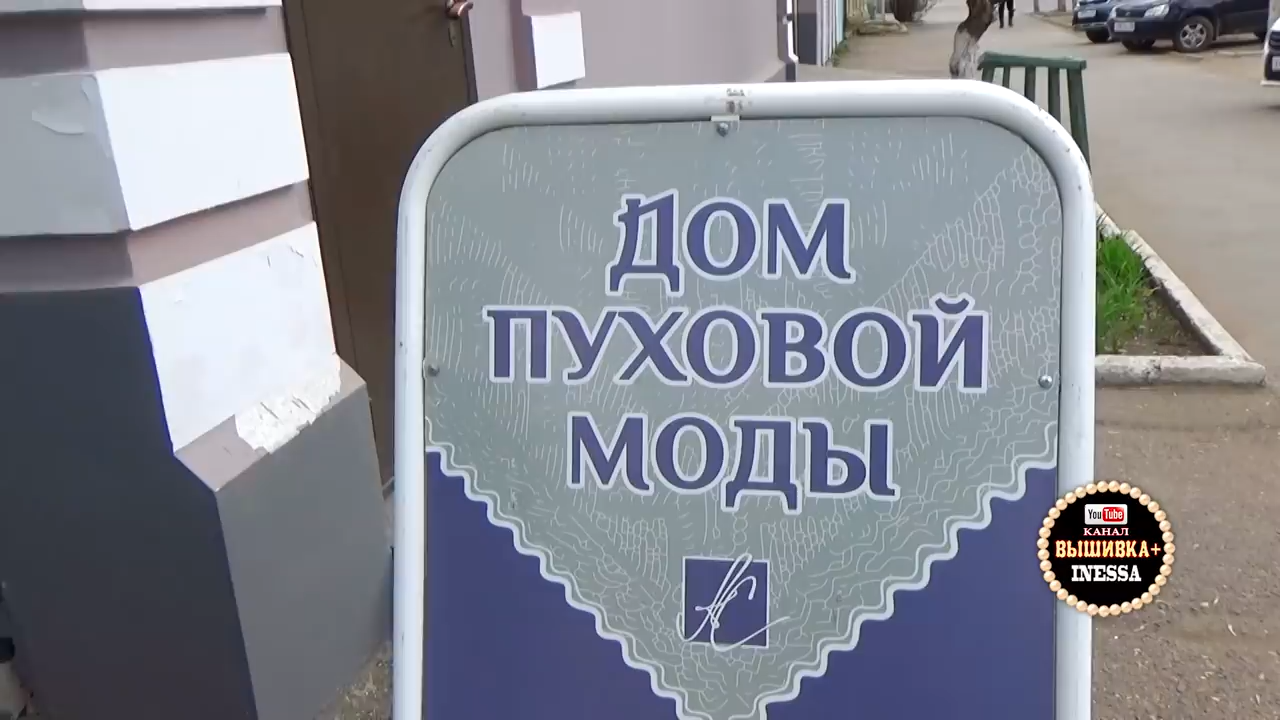 ДОМ
ПУХОВОЙ
МОДЫ
YouTube
КАНАЛ
ВЫШИВКА+
INESSA